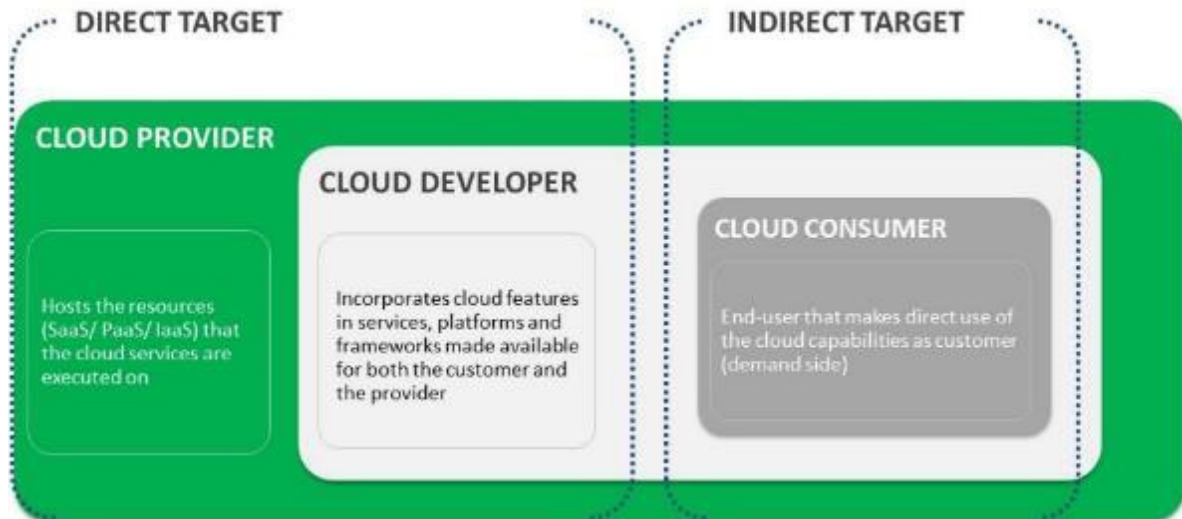 DIRECT TARGET
INDIRECT TARGET
CLOUD PROVIDER
CLOUD DEVELOPER
CLOUD CONSUMER
Hosts the resources
(SaaS/ PaaS/ IaaS) that
the cloud services are
executed on
Incorporates cloud features
in services, platforms and
frameworks made available
for both the customer and
the provider
End-user that makes direct use of
the cloud capabilities as customer
(demand side)